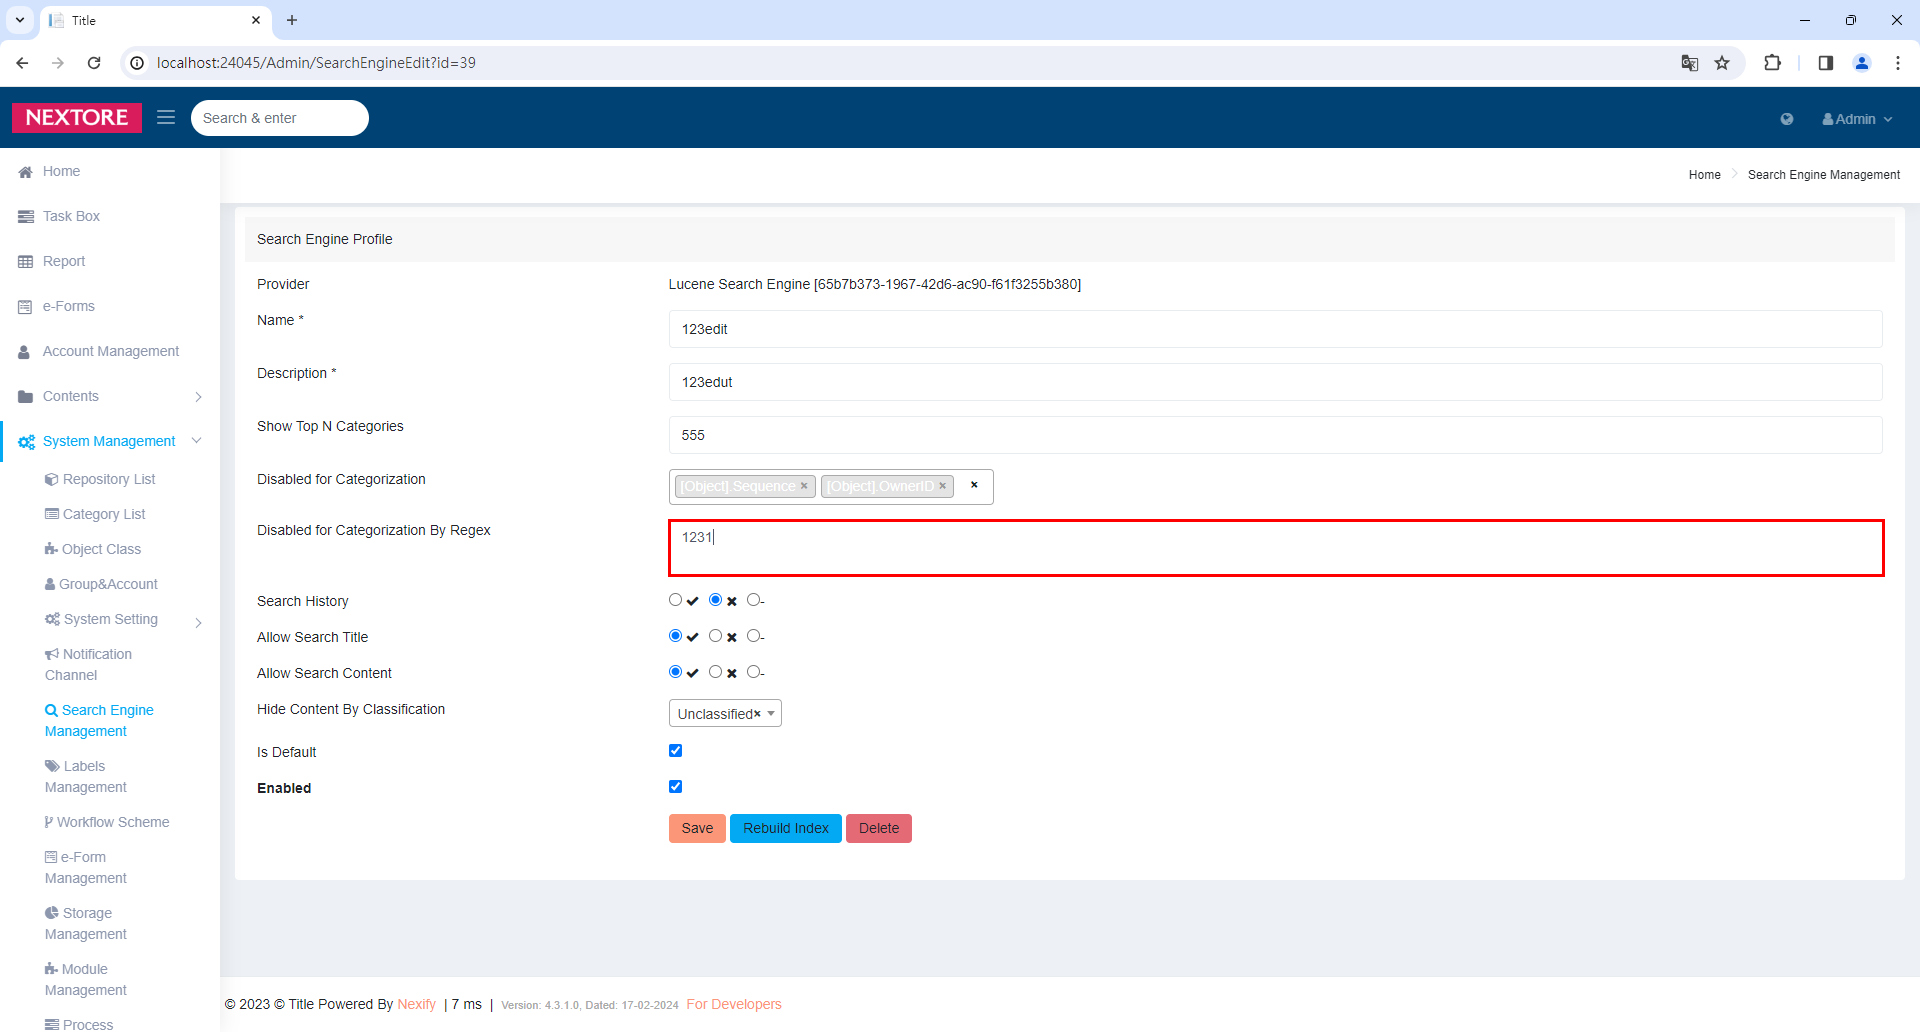 Title
localhost:24045/Admin/SearchEngineEdit?id=39
NEXTORE
Search & enter
Admin
Home
Task Box
Report
e-Forms
Account Management
Contents
System Management
Repository List
Category List
Object Class
Group&Account
System Setting
Notification
Channel
Search Engine
Management
Labels
Management
Workflow Scheme
e-Form
Management
Storage
Management
Module
Management
Process
Home Search Engine Management
Search Engine Profile
Provider Lucene Search Engine [65b7b373-1967-42d6-ac90-f61f3255b380]
Name * 123edit
Description * 123edut
Show Top N Categories 555
Disabled for Categorization [Object].Sequence × [Object].OwnerID × ×
Disabled for Categorization By Regex 1231
Search History ✔ ✖ -
Allow Search Title ✔ ✖ -
Allow Search Content ✔ ✖ -
Hide Content By Classification Unclassified×
Is Default
Enabled
Save Rebuild Index Delete
© 2023 © Title Powered By Nexify | 7 ms | Version: 4.3.1.0, Dated: 17-02-2024 For Developers